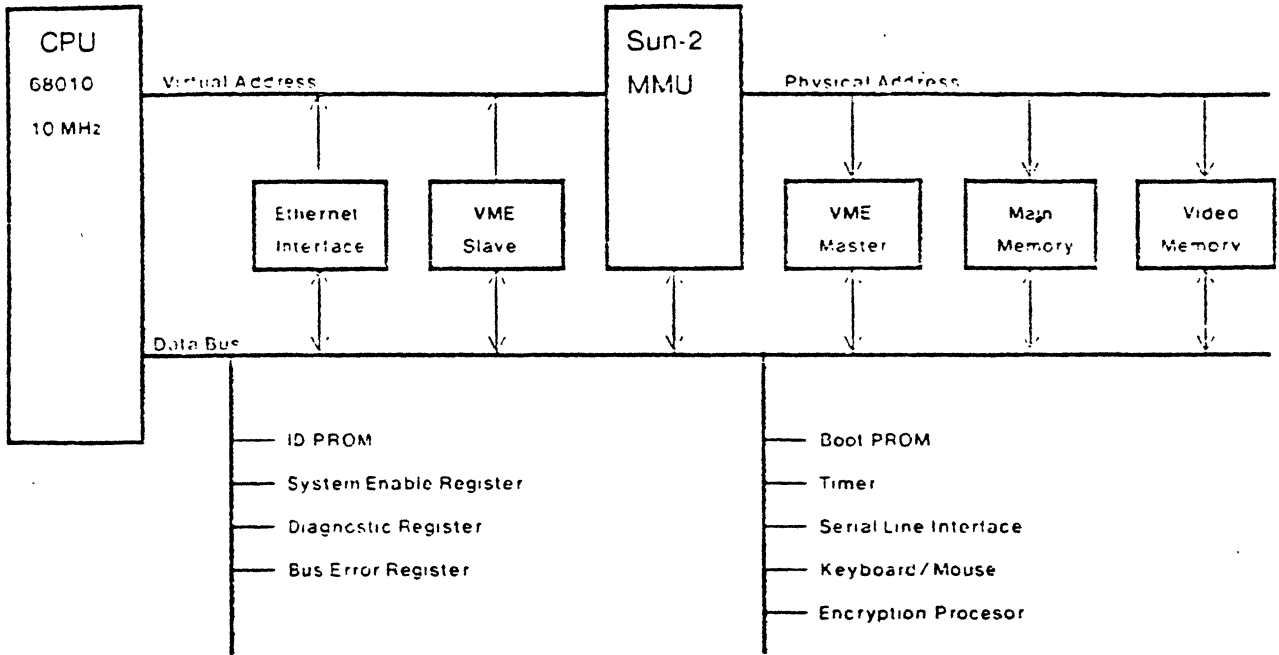 CPU
68010
10 MHz
Virtual Address
Sun-2
MMU
Physical Address
Ethernet
Interface
VME
Slave
VME
Master
Main
Memory
Video
Memory
Data Bus
ID PROM
System Enable Register
Diagnostic Register
Bus Error Register
Boot PROM
Timer
Serial Line Interface
Keyboard / Mouse
Encryption Procesor